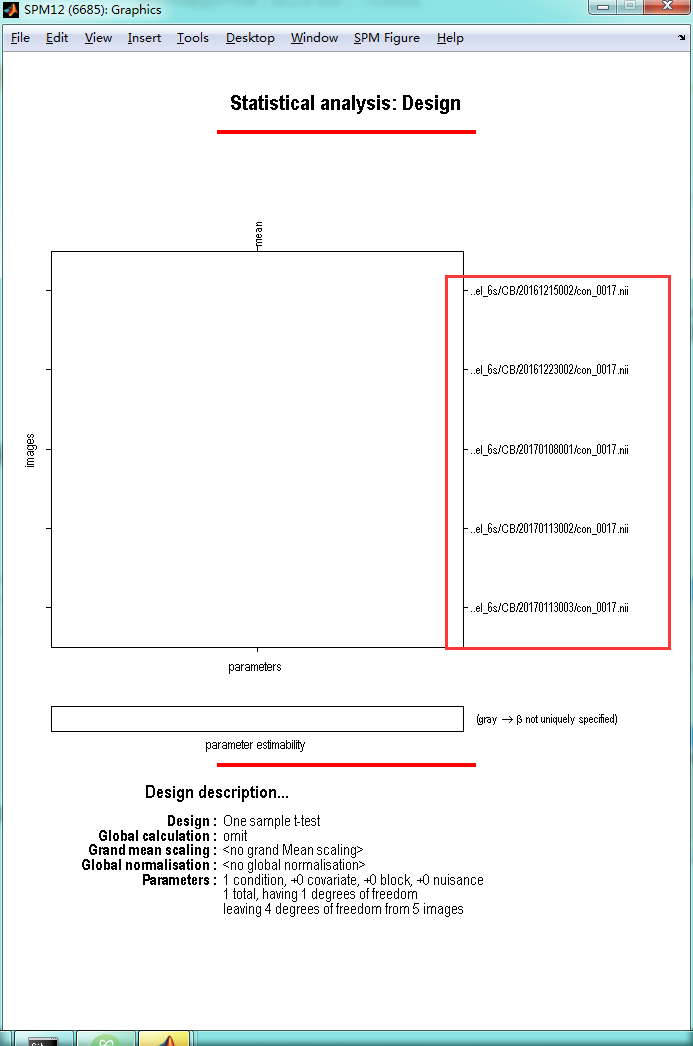 SPM12 (6685): Graphics
File Edit View Insert Tools Desktop Window SPM Figure Help
Statistical analysis: Design
mean
..el_6s/CB/20161215002/con_0017.nii
..el_6s/CB/20161223002/con_0017.nii
images
..el_6s/CB/20170108001/con_0017.nii
..el_6s/CB/20170113002/con_0017.nii
..el_6s/CB/20170113003/con_0017.nii
parameters
(gray → β not uniquely specified)
parameter estimability
Design description...
Design : One sample t-test
Global calculation : omit
Grand mean scaling : <no grand Mean scaling>
Global normalisation : <no global normalisation>
Parameters : 1 condition, +0 covariate, +0 block, +0 nuisance
1 total, having 1 degrees of freedom
leaving 4 degrees of freedom from 5 images